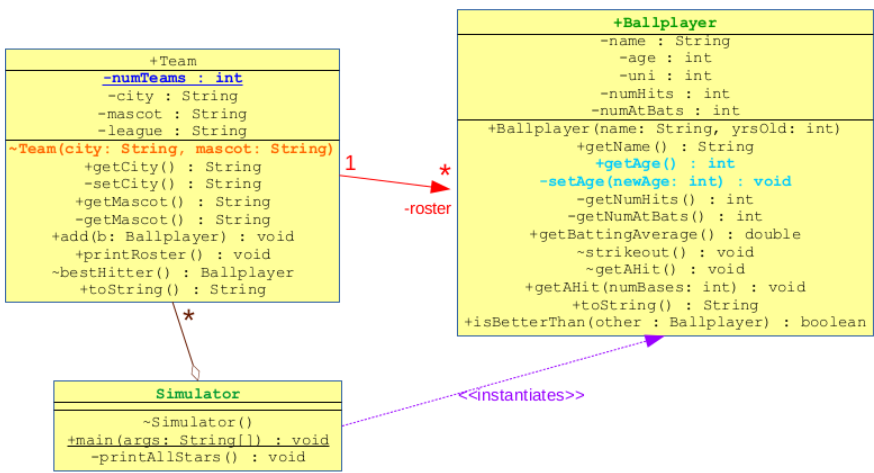 +Team
-numTeams : int
-city : String
-mascot : String
-league : String
~Team(city: String, mascot: String)
+getCity() : String
-setCity() : String
+getMascot() : String
-getMascot() : String
+add(b: Ballplayer) : void
+printRoster() : void
~bestHitter() : Ballplayer
+toString() : String
1
*
-roster
+Ballplayer
-name : String
-age : int
-uni : int
-numHits : int
-numAtBats : int
+Ballplayer(name: String, yrsOld: int)
+getName() : String
+getAge() : int
-setAge(newAge: int) : void
-getNumHits() : int
-getNumAtBats() : int
+getBattingAverage() : double
~strikeout() : void
~getAHit() : void
+getAHit(numBases: int) : void
+toString() : String
+isBetterThan(other : Ballplayer) : boolean
*
Simulator
~Simulator()
+main(args: String[]) : void
-printAllStars() : void
<<instantiates>>